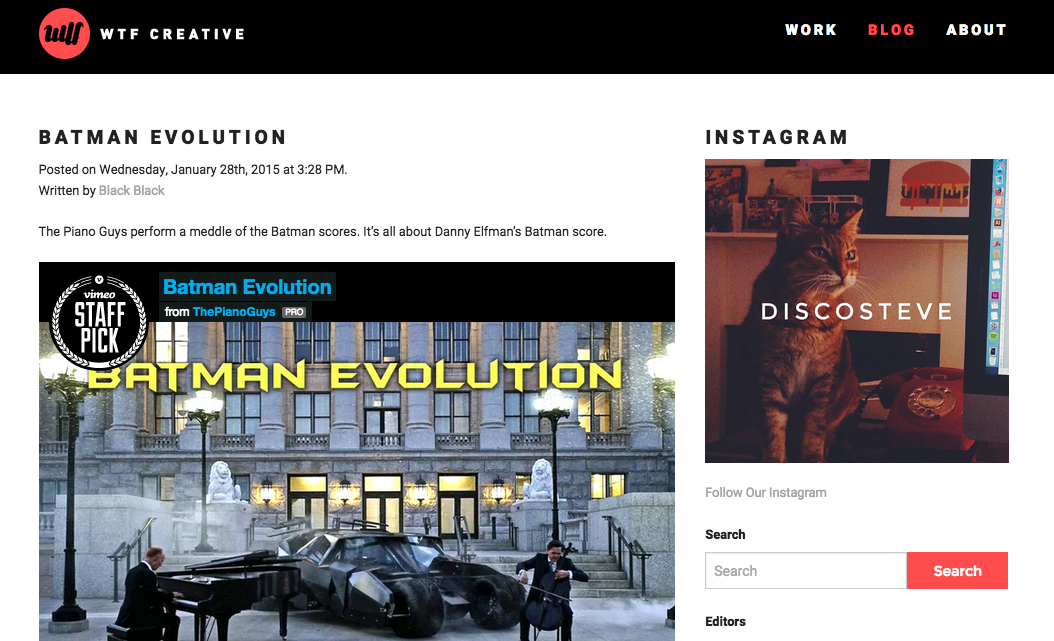 wtf
WTF CREATIVE
WORK
BLOG
ABOUT
BATMAN EVOLUTION
Posted on Wednesday, January 28th, 2015 at 3:28 PM.
Written by Black Black
The Piano Guys perform a meddle of the Batman scores. It's all about Danny Elfman's Batman score.
vimeo
STAFF
PICK
Batman Evolution
from ThePianoGuys PRO
BATMAN EVOLUTION
INSTAGRAM
DISCOSTEVE
Follow Our Instagram
Search
Search
Search
Editors